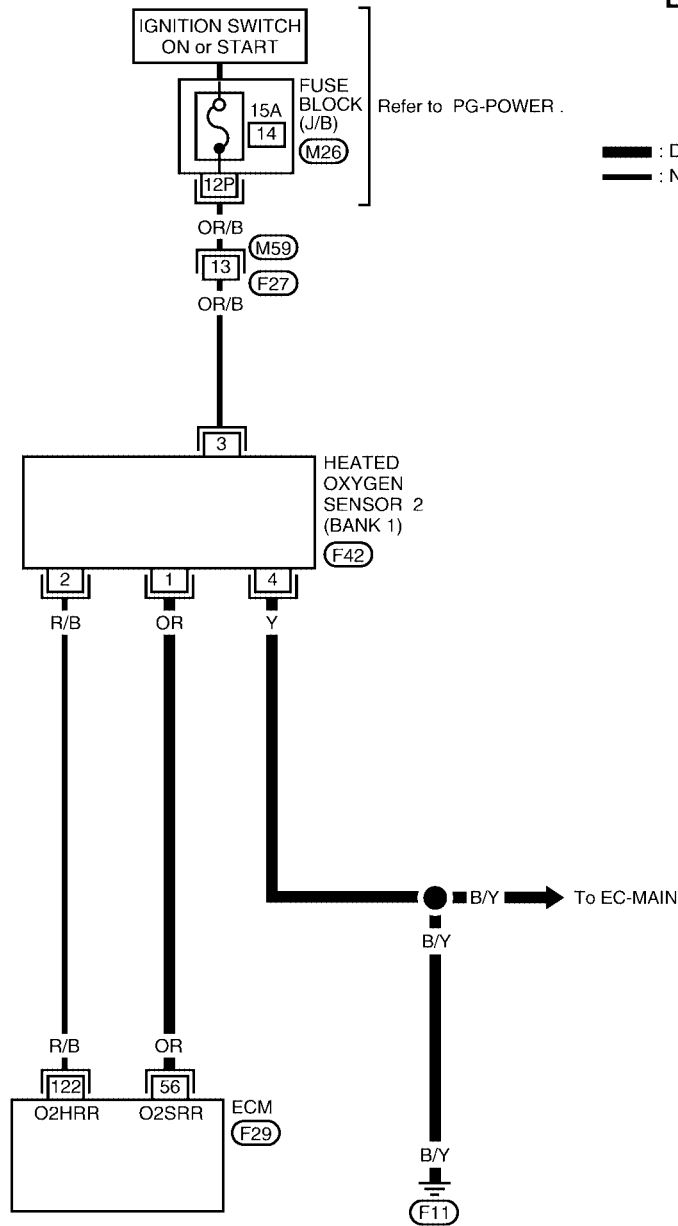 IGNITION SWITCH
ON or START
FUSE
BLOCK
(J/B)
M26
15A
14
Refer to PG-POWER .
12P
: D
: N
OR/B
M59
13
F27
OR/B
3
HEATED
OXYGEN
SENSOR 2
(BANK 1)
F42
2 1 4
R/B OR Y
B/Y To EC-MAIN
B/Y
R/B OR
122 56
O2HRR O2SRR
ECM
F29
B/Y
F11